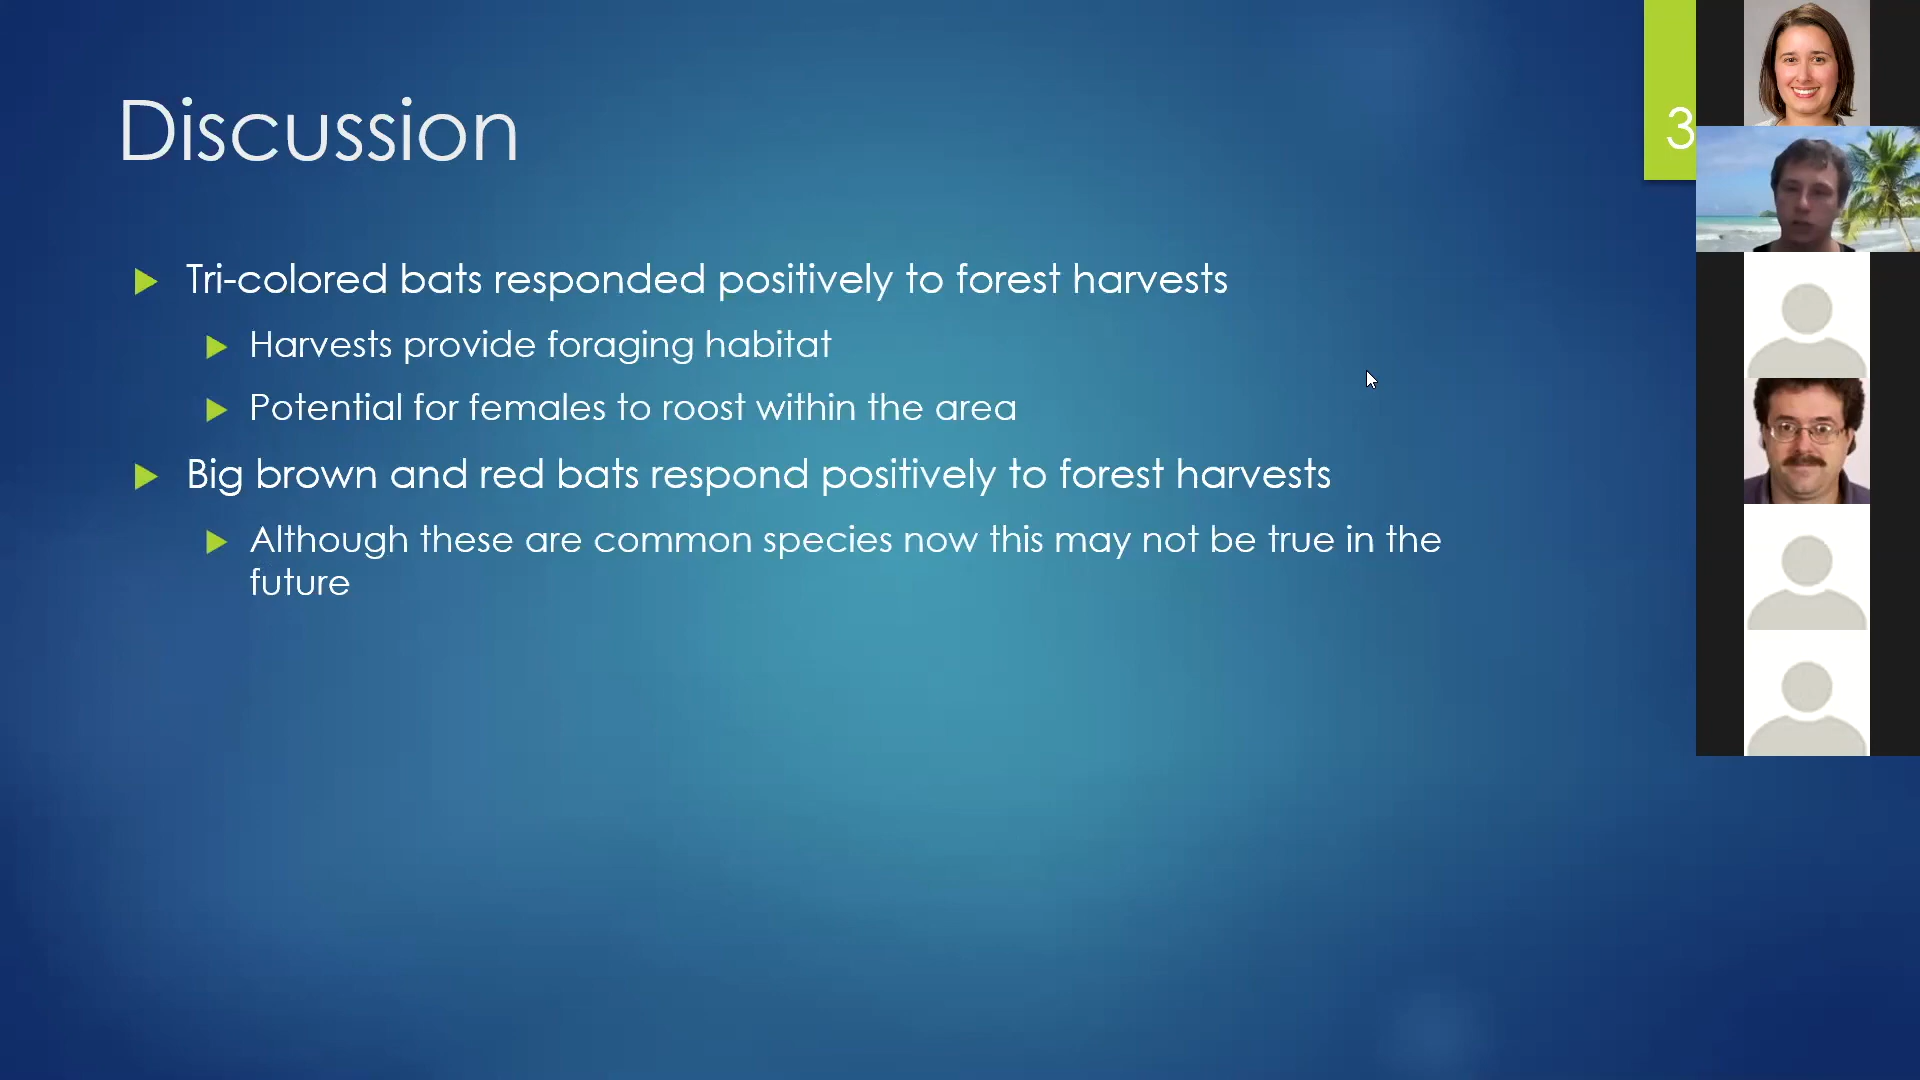 Discussion
3
Tri-colored bats responded positively to forest harvests
Harvests provide foraging habitat
Potential for females to roost within the area
Big brown and red bats respond positively to forest harvests
Although these are common species now this may not be true in the
future